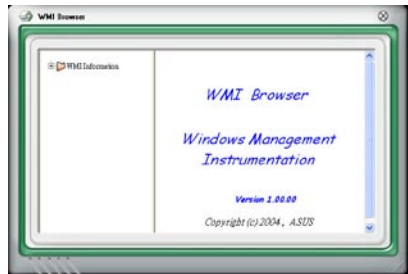 WMI Browser
WMI Information
WMI Browser
Windows Management
Instrumentation
Version 1.00.00
Copyright (c) 2004, ASUS